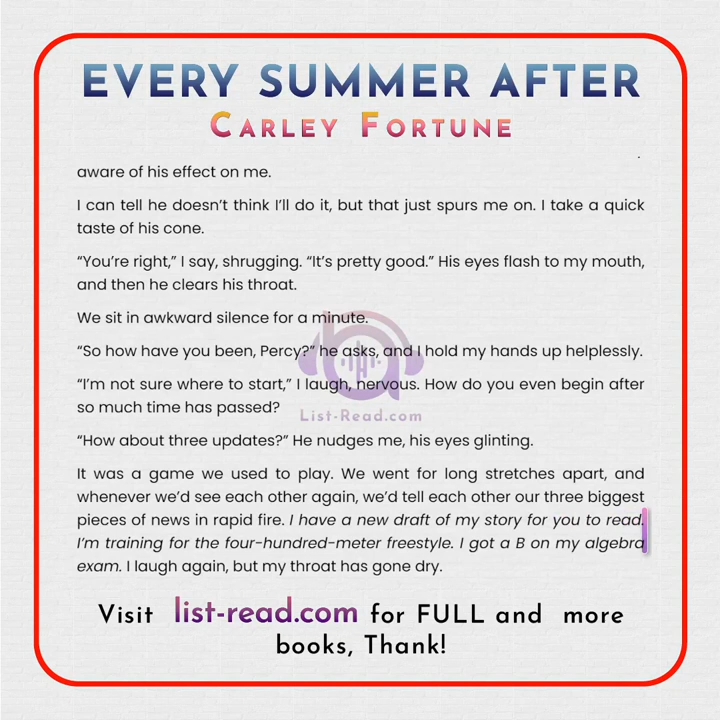 EVERY SUMMER AFTER
CARLEY FORTUNE
aware of his effect on me.
I can tell he doesn’t think I’ll do it, but that just spurs me on. I take a quick
taste of his cone.
“You’re right,” I say, shrugging. “It’s pretty good.” His eyes flash to my mouth,
and then he clears his throat.
We sit in awkward silence for a minute.
“So how have you been, Percy?” he asks, and I hold my hands up helplessly.
“I’m not sure where to start,” I laugh, nervous. How do you even begin after
so much time has passed?
List-Read.com
“How about three updates?” He nudges me, his eyes glinting.
It was a game we used to play. We went for long stretches apart, and
whenever we’d see each other again, we’d tell each other our three biggest
pieces of news in rapid fire. I have a new draft of my story for you to read.
I’m training for the four-hundred-meter freestyle. I got a B on my algebra
exam. I laugh again, but my throat has gone dry.
Visit list-read.com for FULL and more
books, Thank!